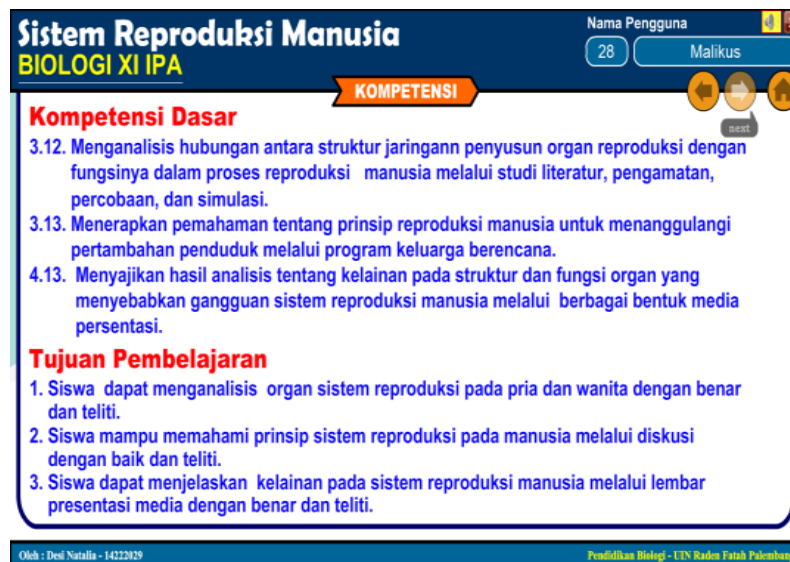 Sistem Reproduksi Manusia
BIOLOGI XI IPA
Nama Pengguna
28 Malikus
KOMPETENSI
next
Kompetensi Dasar
3.12. Menganalisis hubungan antara struktur jaringann penyusun organ reproduksi dengan
fungsinya dalam proses reproduksi manusia melalui studi literatur, pengamatan,
percobaan, dan simulasi.
3.13. Menerapkan pemahaman tentang prinsip reproduksi manusia untuk menanggulangi
pertambahan penduduk melalui program keluarga berencana.
4.13. Menyajikan hasil analisis tentang kelainan pada struktur dan fungsi organ yang
menyebabkan gangguan sistem reproduksi manusia melalui berbagai bentuk media
persentasi.
Tujuan Pembelajaran
1. Siswa dapat menganalisis organ sistem reproduksi pada pria dan wanita dengan benar
dan teliti.
2. Siswa mampu memahami prinsip sistem reproduksi pada manusia melalui diskusi
dengan baik dan teliti.
3. Siswa dapat menjelaskan kelainan pada sistem reproduksi manusia melalui lembar
presentasi media dengan benar dan teliti.
Oleh : Desi Natalia - 14222029
Pendidikan Biologi - UIN Raden Fatah Palembang